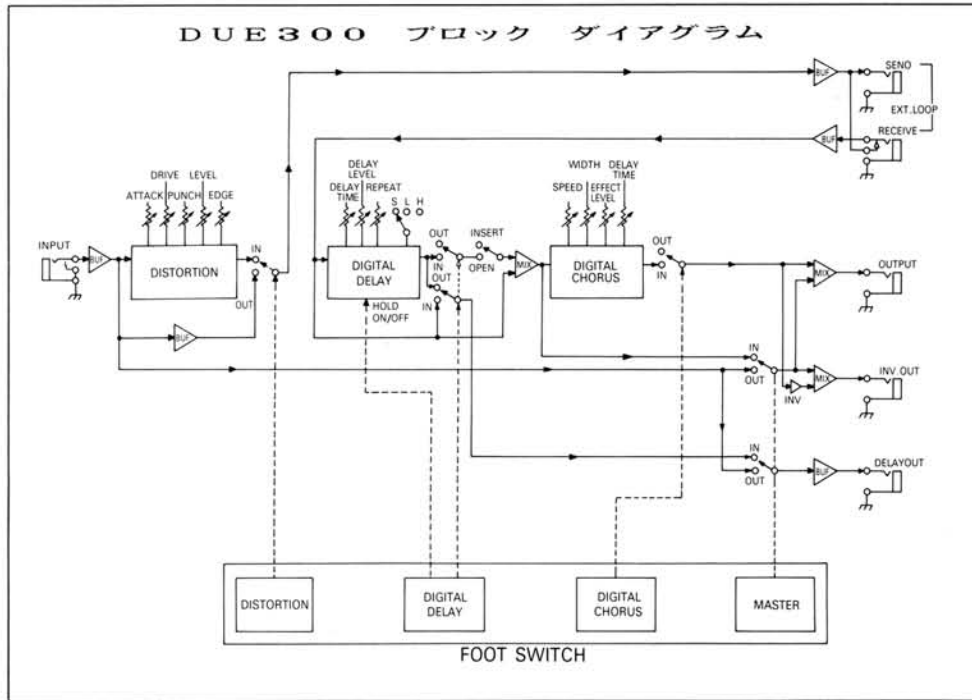 DUE300 ブロック ダイアグラム
BUF
SENO
EXT.LOOP
BUF
RECEIVE
DRIVE LEVEL
ATTACK PUNCH EDGE
DELAY
LEVEL
DELAY
TIME
REPEAT
S L H
WIDTH
DELAY
TIME
SPEED
EFFECT
LEVEL
INPUT
BUF
DISTORTION
IN
OUT
BUF
DIGITAL
DELAY
HOLD
ON/OFF
OUT
IN
OUT
IN
INSERT
OPEN
MIX
DIGITAL
CHORUS
OUT
IN
MIX
OUTPUT
IN
OUT
INV
MIX
INV.OUT
IN
OUT
BUF
DELAYOUT
DISTORTION
DIGITAL
DELAY
DIGITAL
CHORUS
MASTER
FOOT SWITCH